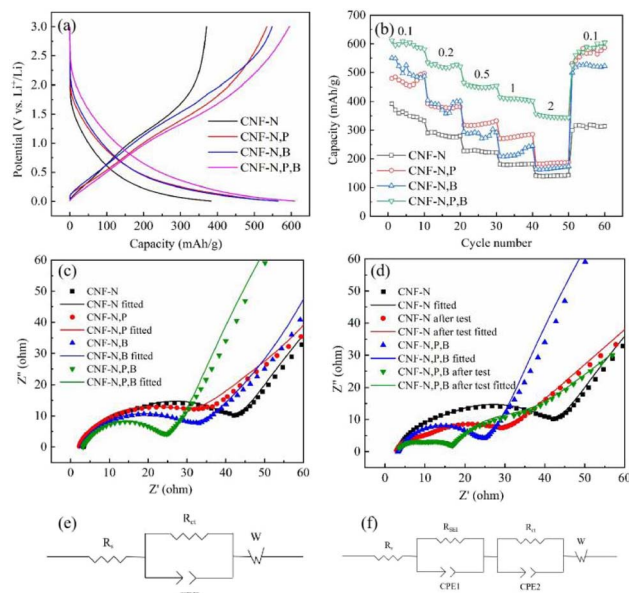 (a)
3.0
2.5
2.0
1.5
1.0
0.5
0.0
Potential (V vs. Li⁺/Li)
CNF-N
CNF-N,P
CNF-N,B
CNF-N,P,B
0 100 200 300 400 500 600
Capacity (mAh/g)
(b)
700
600
500
400
300
200
100
0
Capacity (mAh/g)
0.1
0.2
0.5
1
2
0.1
CNF-N
CNF-N,P
CNF-N,B
CNF-N,P,B
0 10 20 30 40 50 60
Cycle number
(c)
60
50
40
30
20
10
0
Z'' (ohm)
CNF-N
CNF-N fitted
CNF-N,P
CNF-N,P fitted
CNF-N,B
CNF-N,B fitted
CNF-N,P,B
CNF-N,P,B fitted
0 10 20 30 40 50 60
Z' (ohm)
(d)
60
50
40
30
20
10
0
Z'' (ohm)
CNF-N
CNF-N fitted
CNF-N after test
CNF-N after test fitted
CNF-N,P,B
CNF-N,P,B fitted
CNF-N,P,B after test
CNF-N,P,B after test fitted
0 10 20 30 40 50 60
Z' (ohm)
(e)
Rct
Rs
W
(f)
Rct
W
CPE1 CPE2